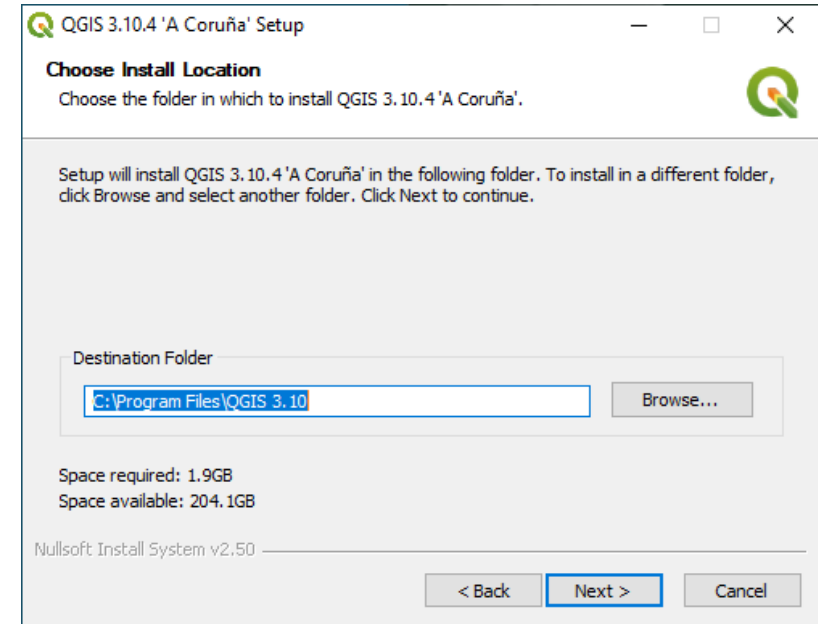 QGIS 3.10.4 'A Coruña' Setup
Choose Install Location
Choose the folder in which to install QGIS 3.10.4 'A Coruña'.
Setup will install QGIS 3.10.4 'A Coruña' in the following folder. To install in a different folder,
click Browse and select another folder. Click Next to continue.
Destination Folder
C:\Program Files\QGIS 3.10
Browse...
Space required: 1.9GB
Space available: 204.1GB
Nullsoft Install System v2.50
< Back
Next >
Cancel